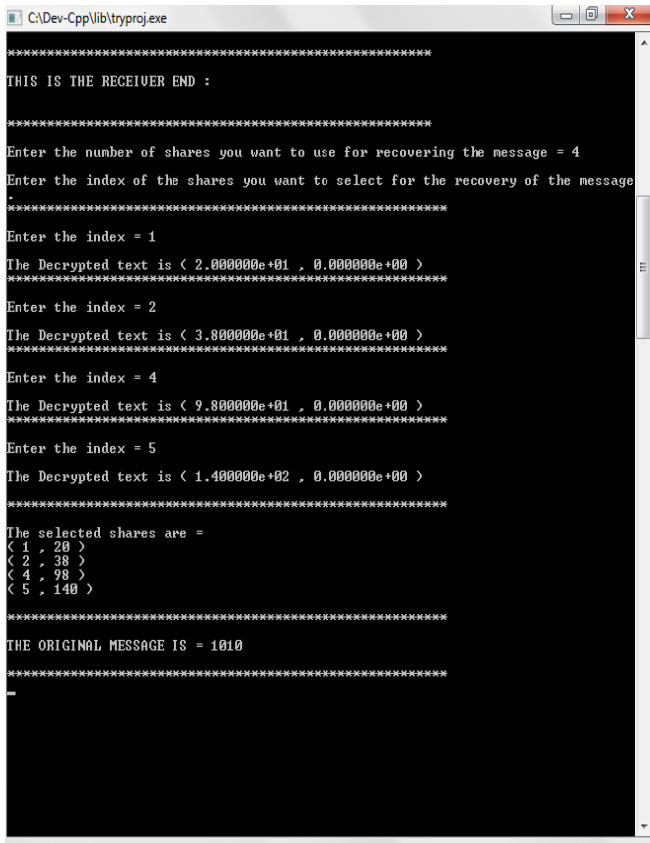 C:\Dev-Cpp\lib\tryproj.exe
******************************************************
THIS IS THE RECEIVER END :
******************************************************
Enter the number of shares you want to use for recovering the message = 4
Enter the index of the shares you want to select for the recovery of the message
.
********************************************************
Enter the index = 1
The Decrypted text is ( 2.000000e+01 , 0.000000e+00 )
********************************************************
Enter the index = 2
The Decrypted text is ( 3.800000e+01 , 0.000000e+00 )
********************************************************
Enter the index = 4
The Decrypted text is ( 9.800000e+01 , 0.000000e+00 )
********************************************************
Enter the index = 5
The Decrypted text is ( 1.400000e+02 , 0.000000e+00 )
********************************************************
The selected shares are =
( 1 , 20 )
( 2 , 38 )
( 4 , 98 )
( 5 , 140 )
********************************************************
THE ORIGINAL MESSAGE IS = 1010
********************************************************